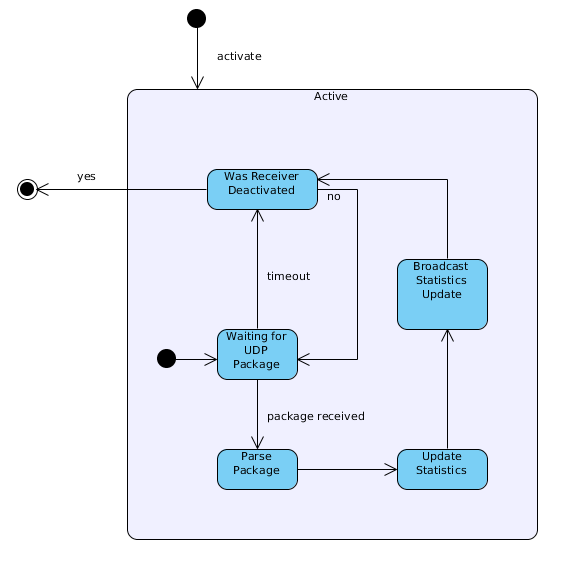 activate
Active
yes
Was Receiver
Deactivated
no
timeout
Broadcast
Statistics
Update
Waiting for
UDP
Package
package received
Parse
Package
Update
Statistics